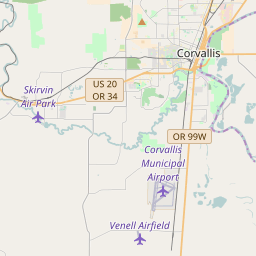 Corvallis
US 20
OR 34
Skirvin
Air Park
OR 99W
Corvallis
Municipal
Airport
Venell Airfield